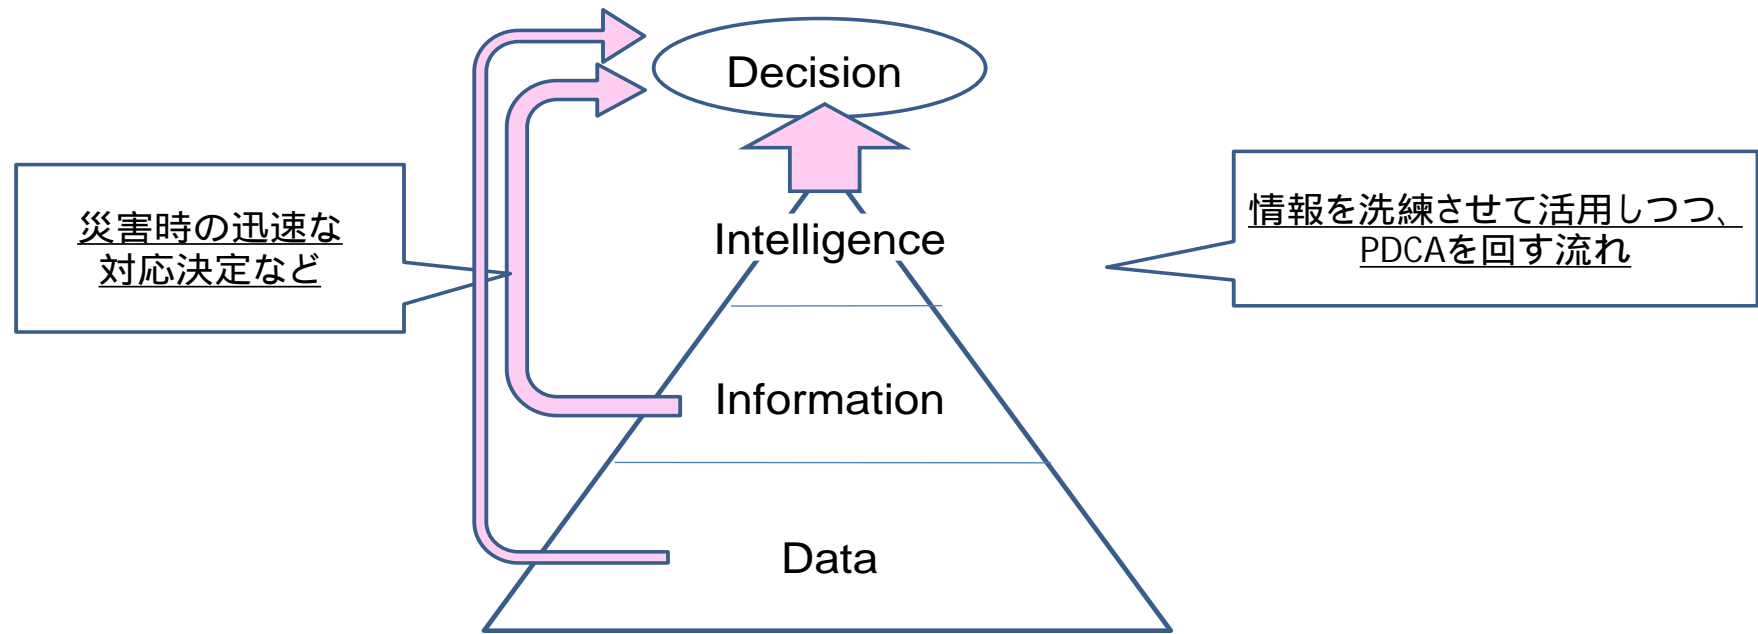 Decision
災害時の迅速な
対応決定など
情報を洗練させて活用しつつ、
PDCAを回す流れ
Intelligence
Information
Data